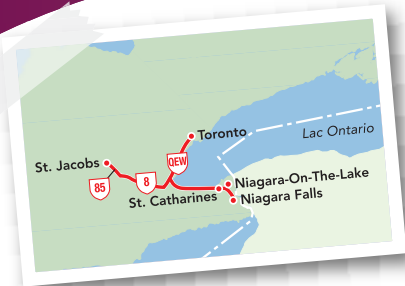 Toronto
Lac Ontario
QEW
St. Jacobs
85
8
Niagara-On-The-Lake
St. Catharines
Niagara Falls